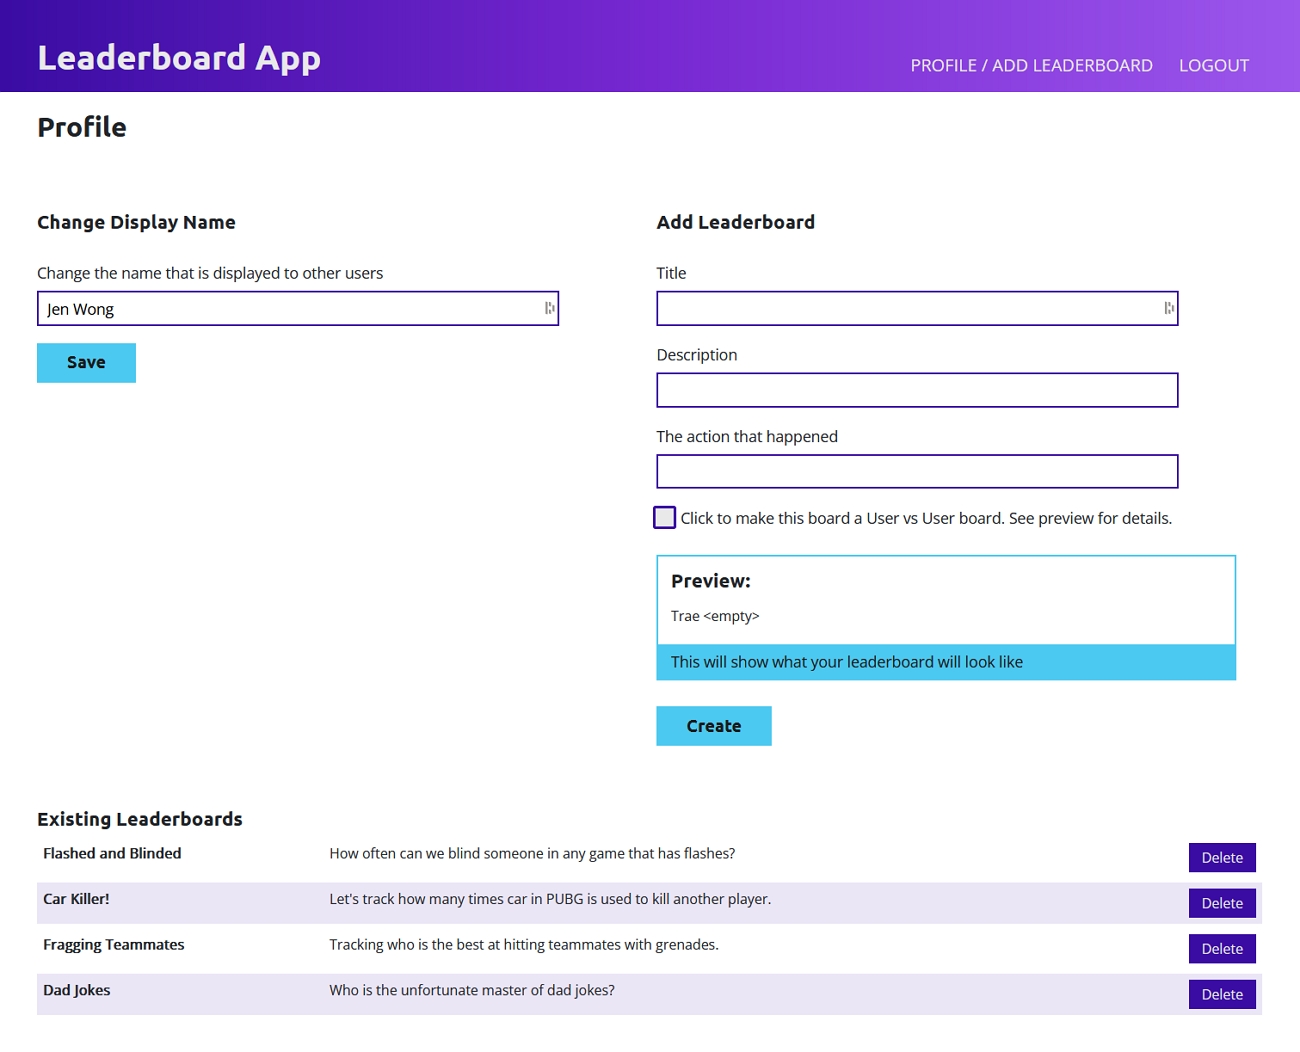 Leaderboard App
PROFILE / ADD LEADERBOARD LOGOUT
Profile
Change Display Name
Change the name that is displayed to other users
Jen Wong
Save
Add Leaderboard
Title
Description
The action that happened
Click to make this board a User vs User board. See preview for details.
Preview:
Trae <empty>
This will show what your leaderboard will look like
Create
Existing Leaderboards
Flashed and Blinded How often can we blind someone in any game that has flashes? Delete
Car Killer! Let's track how many times car in PUBG is used to kill another player. Delete
Fragging Teammates Tracking who is the best at hitting teammates with grenades. Delete
Dad Jokes Who is the unfortunate master of dad jokes? Delete